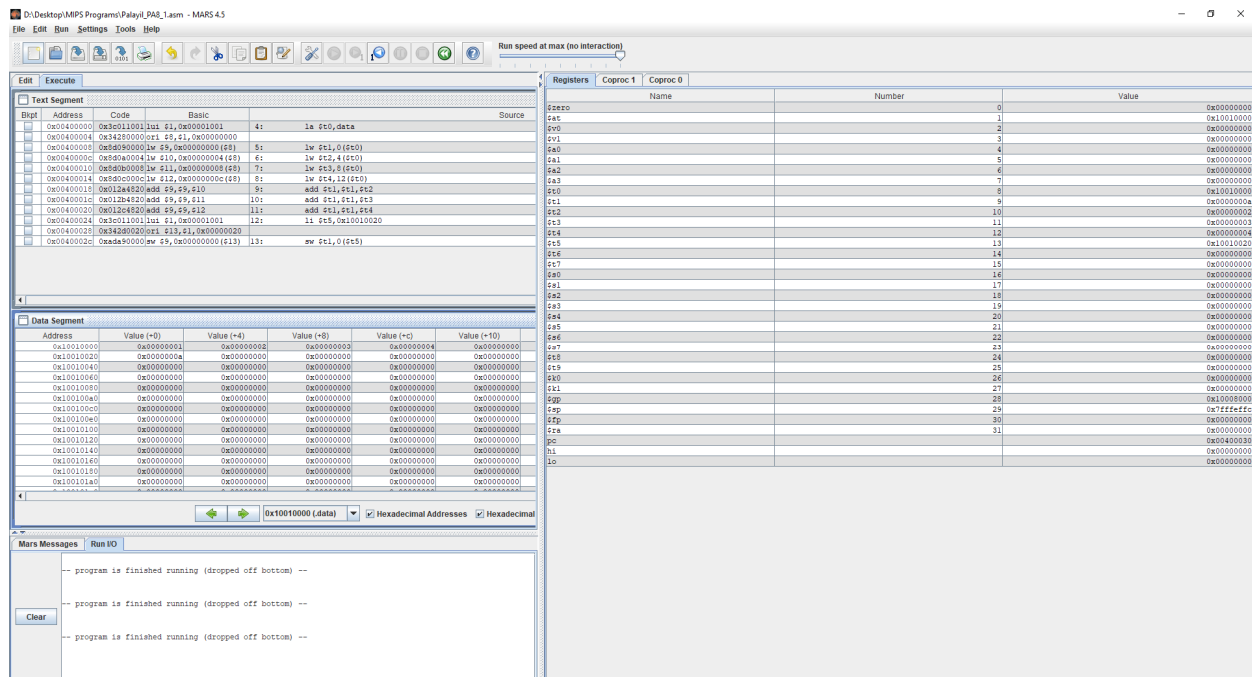 D:\Desktop\MIPS Programs\Palayil_PA8_1.asm - MARS 4.5
File Edit Run Settings Tools Help
Run speed at max (no interaction)
Edit Execute
Text Segment
Bkpt Address Code Basic Source
0x00400000 0x3c011001 lui $1,0x00001001 4: la $t0,data
0x00400004 0x34280000 ori $8,$1,0x00000000
0x00400008 0x8d090000 lw $9,0x00000000($8) 5: lw $t1,0($t0)
0x0040000c 0x8d0a0004 lw $10,0x00000004($8) 6: lw $t2,4($t0)
0x00400010 0x8d0b0008 lw $11,0x00000008($8) 7: lw $t3,8($t0)
0x00400014 0x8d0c000c lw $12,0x0000000c($8) 8: lw $t4,12($t0)
0x00400018 0x012a4820 add $9,$9,$10 9: add $t1,$t1,$t2
0x0040001c 0x012b4820 add $9,$9,$11 10: add $t1,$t1,$t3
0x00400020 0x012c4820 add $9,$9,$12 11: add $t1,$t1,$t4
0x00400024 0x3c011001 lui $1,0x00001001 12: li $t5,0x10010020
0x00400028 0x342d0020 ori $13,$1,0x00000020
0x0040002c 0xada90000 sw $9,0x00000000($13) 13: sw $t1,0($t5)
Data Segment
Address Value (+0) Value (+4) Value (+8) Value (+c) Value (+10)
0x10010000 0x00000001 0x00000002 0x00000003 0x00000004 0x00000000
0x10010020 0x0000000a 0x00000000 0x00000000 0x00000000 0x00000000
0x10010040 0x00000000 0x00000000 0x00000000 0x00000000 0x00000000
0x10010060 0x00000000 0x00000000 0x00000000 0x00000000 0x00000000
0x10010080 0x00000000 0x00000000 0x00000000 0x00000000 0x00000000
0x100100a0 0x00000000 0x00000000 0x00000000 0x00000000 0x00000000
0x100100c0 0x00000000 0x00000000 0x00000000 0x00000000 0x00000000
0x100100e0 0x00000000 0x00000000 0x00000000 0x00000000 0x00000000
0x10010100 0x00000000 0x00000000 0x00000000 0x00000000 0x00000000
0x10010120 0x00000000 0x00000000 0x00000000 0x00000000 0x00000000
0x10010140 0x00000000 0x00000000 0x00000000 0x00000000 0x00000000
0x10010160 0x00000000 0x00000000 0x00000000 0x00000000 0x00000000
0x10010180 0x00000000 0x00000000 0x00000000 0x00000000 0x00000000
0x100101a0 0x00000000 0x00000000 0x00000000 0x00000000 0x00000000
0x10010000 (.data) Hexadecimal Addresses Hexadecimal
Mars Messages Run I/O
-- program is finished running (dropped off bottom) --
-- program is finished running (dropped off bottom) --
Clear
-- program is finished running (dropped off bottom) --
Registers Coproc 1 Coproc 0
Name Number Value
$zero 0 0x00000000
$at 1 0x10010000
$v0 2 0x00000000
$v1 3 0x00000000
$a0 4 0x00000000
$a1 5 0x00000000
$a2 6 0x00000000
$a3 7 0x00000000
$t0 8 0x10010000
$t1 9 0x0000000a
$t2 10 0x00000002
$t3 11 0x00000003
$t4 12 0x00000004
$t5 13 0x10010020
$t6 14 0x00000000
$t7 15 0x00000000
$s0 16 0x00000000
$s1 17 0x00000000
$s2 18 0x00000000
$s3 19 0x00000000
$s4 20 0x00000000
$s5 21 0x00000000
$s6 22 0x00000000
$s7 23 0x00000000
$t8 24 0x00000000
$t9 25 0x00000000
$k0 26 0x00000000
$k1 27 0x00000000
$gp 28 0x10008000
$sp 29 0x7fffeffc
$fp 30 0x00000000
$ra 31 0x00000000
pc 0x00400030
hi 0x00000000
lo 0x00000000